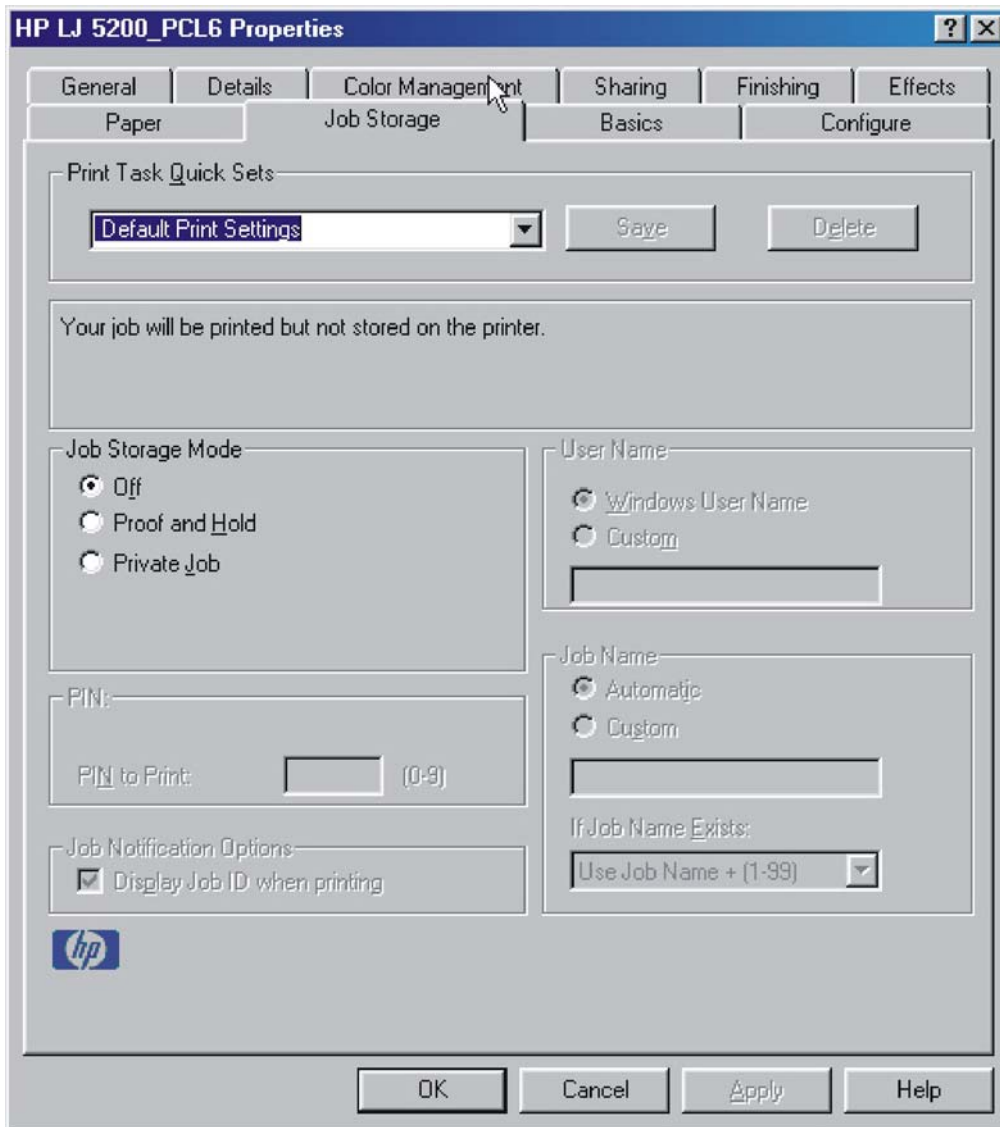 HP LJ 5200_PCL6 Properties
General Details Color Management Sharing Finishing Effects
Paper Job Storage Basics Configure
Print Task Quick Sets
Default Print Settings Save Delete
Your job will be printed but not stored on the printer.
Job Storage Mode
Off
Proof and Hold
Private Job
User Name
Windows User Name
Custom
PIN:
PIN to Print: (0-9)
Job Name
Automatic
Custom
If Job Name Exists:
Use Job Name + (1-99)
Job Notification Options
Display Job ID when printing
hp
OK Cancel Apply Help